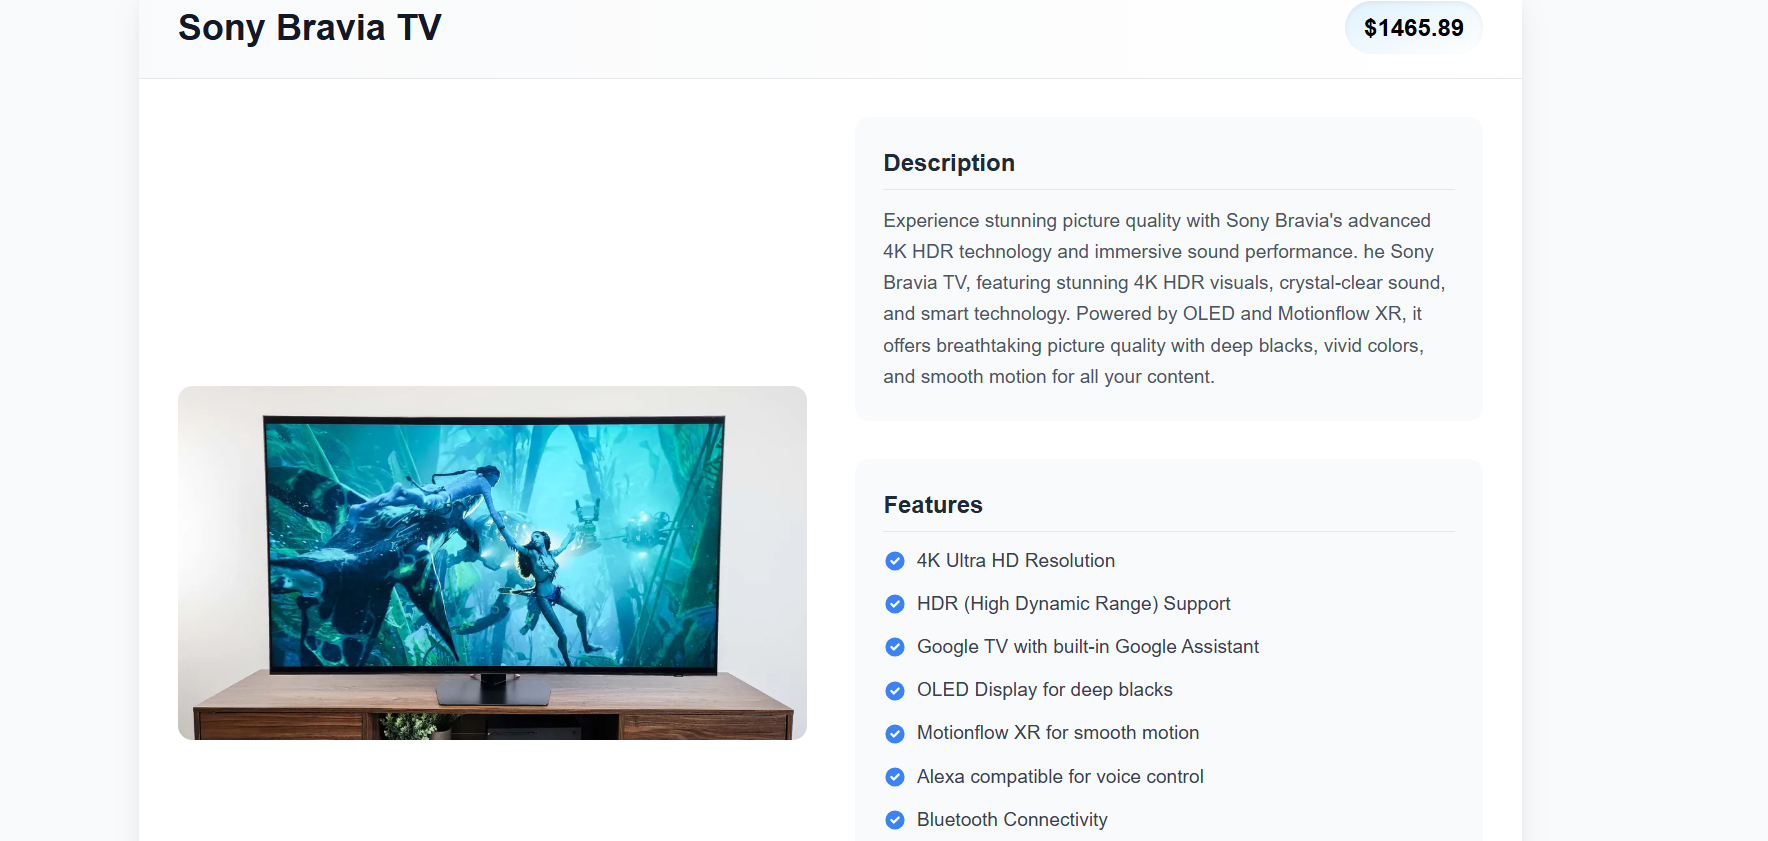 Sony Bravia TV
$1465.89
Description
Experience stunning picture quality with Sony Bravia's advanced
4K HDR technology and immersive sound performance. he Sony
Bravia TV, featuring stunning 4K HDR visuals, crystal-clear sound,
and smart technology. Powered by OLED and Motionflow XR, it
offers breathtaking picture quality with deep blacks, vivid colors,
and smooth motion for all your content.
Features
4K Ultra HD Resolution
HDR (High Dynamic Range) Support
Google TV with built-in Google Assistant
OLED Display for deep blacks
Motionflow XR for smooth motion
Alexa compatible for voice control
Bluetooth Connectivity